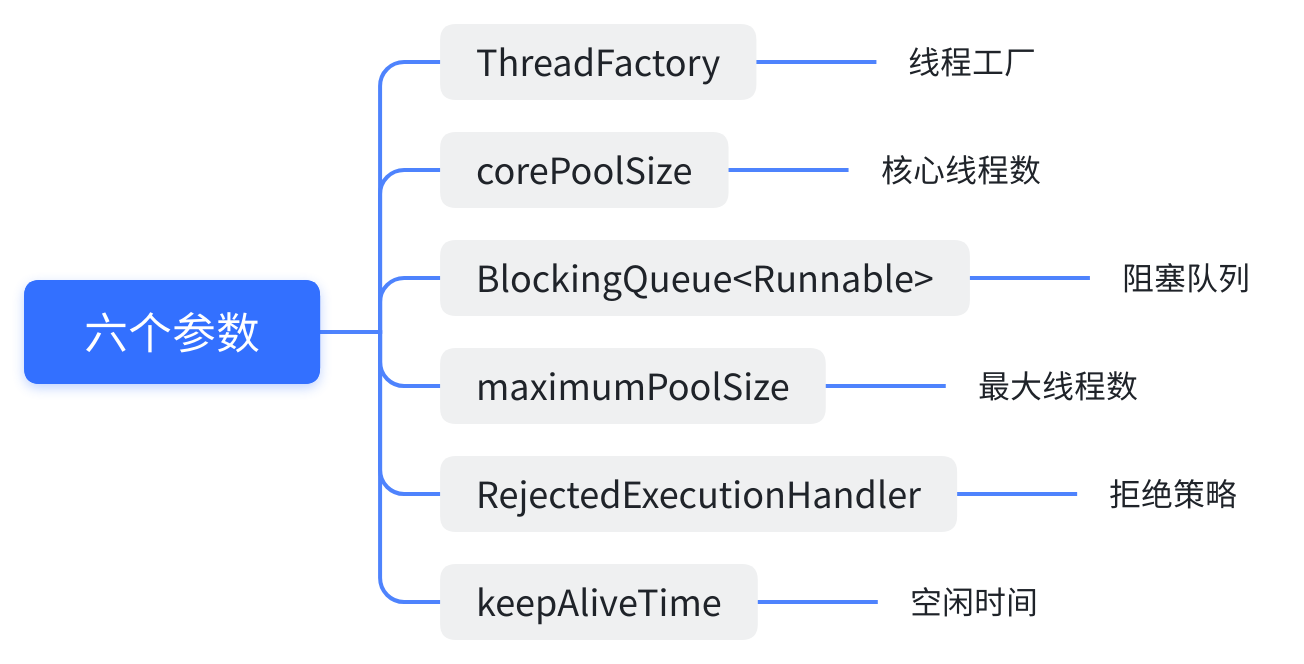 六个参数
ThreadFactory
线程工厂
corePoolSize
核心线程数
BlockingQueue<Runnable>
阻塞队列
maximumPoolSize
最大线程数
RejectedExecutionHandler
拒绝策略
keepAliveTime
空闲时间